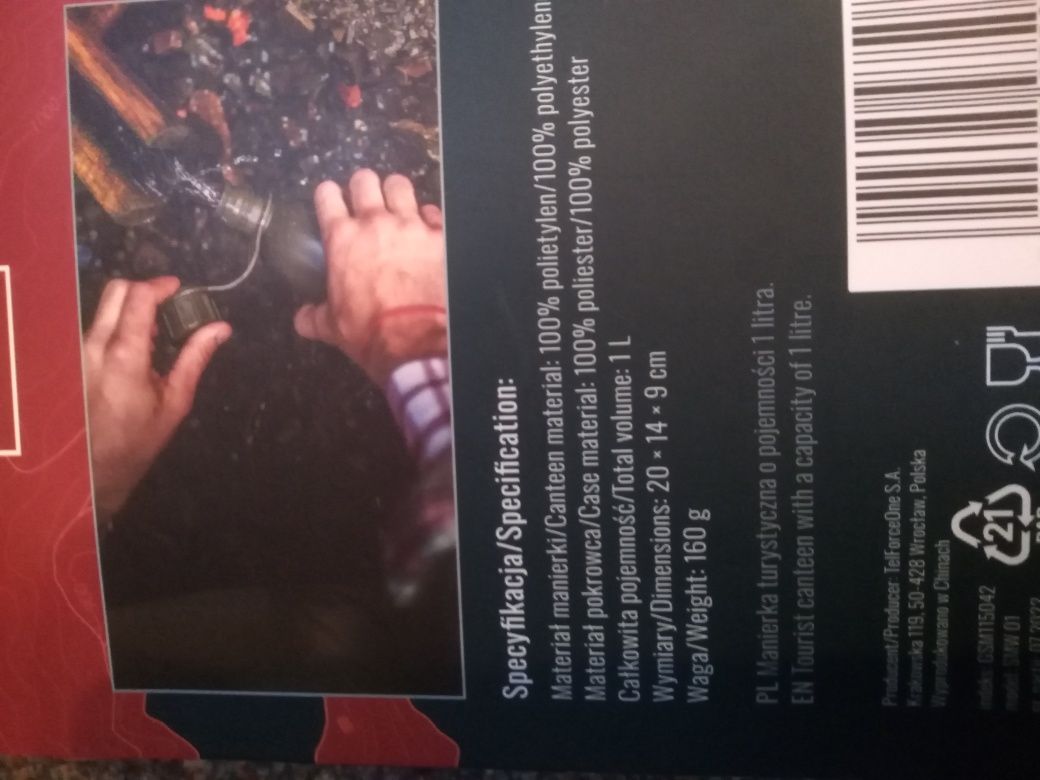 Specyfikacja/Specification:
Materiał manierki/Canteen material: 100% polietylen/100% polyethylen
Materiał pokrowca/Case material: 100% poliester/100% polyester
Całkowita pojemność/Total volume: 1 L
Wymiary/Dimensions: 20 × 14 × 9 cm
Waga/Weight: 160 g
PL Manierka turystyczna o pojemności 1 litra.
EN Tourist canteen with a capacity of 1 litre.
Producent/Producer: TelForceOne S.A.
Krakowska 119, 50-428 Wrocław, Polska
Wyprodukowano w Chinach
indeks: GSM115042
21
PAP